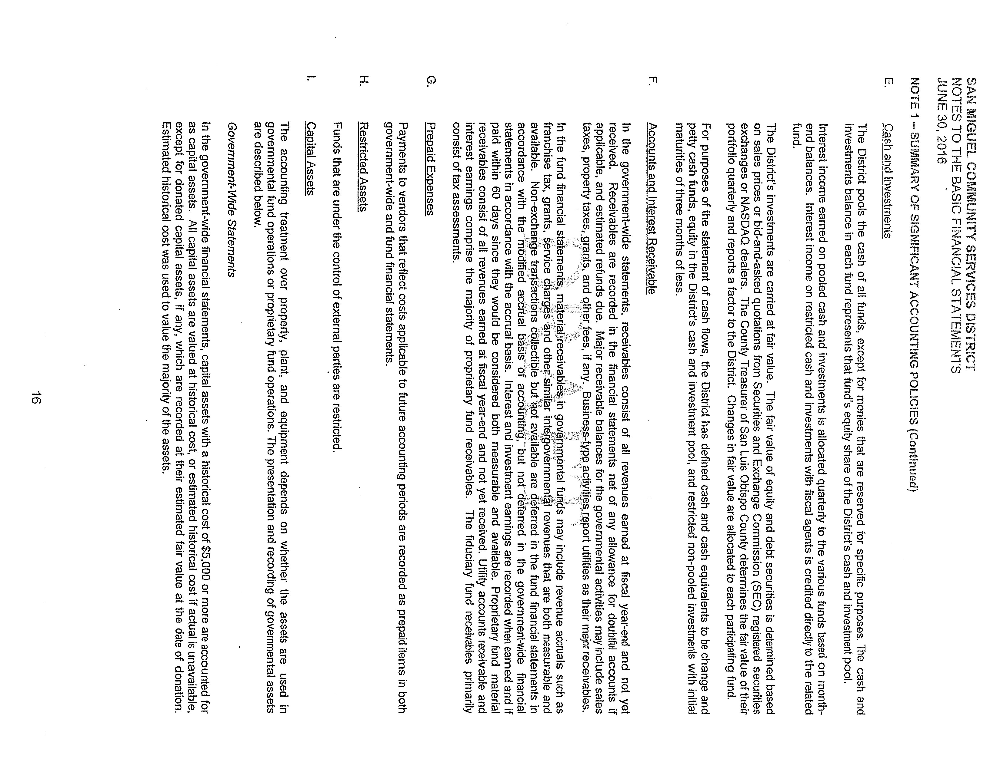 SAN MIGUEL COMMUNITY SERVICES DISTRICT
NOTES TO THE BASIC FINANCIAL STATEMENTS
JUNE 30, 2016
NOTE 1 – SUMMARY OF SIGNIFICANT ACCOUNTING POLICIES (Continued)
E. Cash and Investments
The District pools the cash of all funds, except for monies that are reserved for specific purposes. The cash and
investments balance in each fund represents that fund's equity share of the District's cash and investment pool.
Interest income earned on pooled cash and investments is allocated quarterly to the various funds based on month-
end balances. Interest income on restricted cash and investments with fiscal agents is credited directly to the related
fund.
The District's investments are carried at fair value. The fair value of equity and debt securities is determined based
on sales prices or bid-and-asked quotations from Securities and Exchange Commission (SEC) registered securities
exchanges or NASDAQ dealers. The County Treasurer of San Luis Obispo County determines the fair value of their
portfolio quarterly and reports a factor to the District. Changes in fair value are allocated to each participating fund.
For purposes of the statement of cash flows, the District has defined cash and cash equivalents to be change and
petty cash funds, equity in the District's cash and investment pool, and restricted non-pooled investments with initial
maturities of three months of less.
F. Accounts and Interest Receivable
In the government-wide statements, receivables consist of all revenues earned at fiscal year-end and not yet
received. Receivables are recorded in the financial statements net of any allowance for doubtful accounts if
applicable, and estimated refunds due. Major receivable balances for the governmental activities may include sales
taxes, property taxes, grants, and other fees, if any. Business-type activities report utilities as their major receivables.
In the fund financial statements, material receivables in governmental funds may include revenue accruals such as
franchise tax, grants, service charges and other similar intergovernmental revenues that are both measurable and
available. Non-exchange transactions collectible but not available are deferred in the fund financial statements in
accordance with the modified accrual basis of accounting, but not deferred in the government-wide financial
statements in accordance with the accrual basis. Interest and investment earnings are recorded when earned and if
paid within 60 days since they would be considered both measurable and available. Proprietary fund material
receivables consist of all revenues earned at fiscal year-end and not yet received. Utility accounts receivable and
interest earnings comprise the majority of proprietary fund receivables. The fiduciary fund receivables primarily
consist of tax assessments.
DRAFT
G. Prepaid Expenses
Payments to vendors that reflect costs applicable to future accounting periods are recorded as prepaid items in both
government-wide and fund financial statements.
H. Restricted Assets
Funds that are under the control of external parties are restricted.
I. Capital Assets
The accounting treatment over property, plant, and equipment depends on whether the assets are used in
governmental fund operations or proprietary fund operations. The presentation and recording of governmental assets
are described below.
Government-Wide Statements
In the government-wide financial statements, capital assets with a historical cost of $5,000 or more are accounted for
as capital assets. All capital assets are valued at historical cost, or estimated historical cost if actual is unavailable,
except for donated capital assets, if any, which are recorded at their estimated fair value at the date of donation.
Estimated historical cost was used to value the majority of the assets.
16